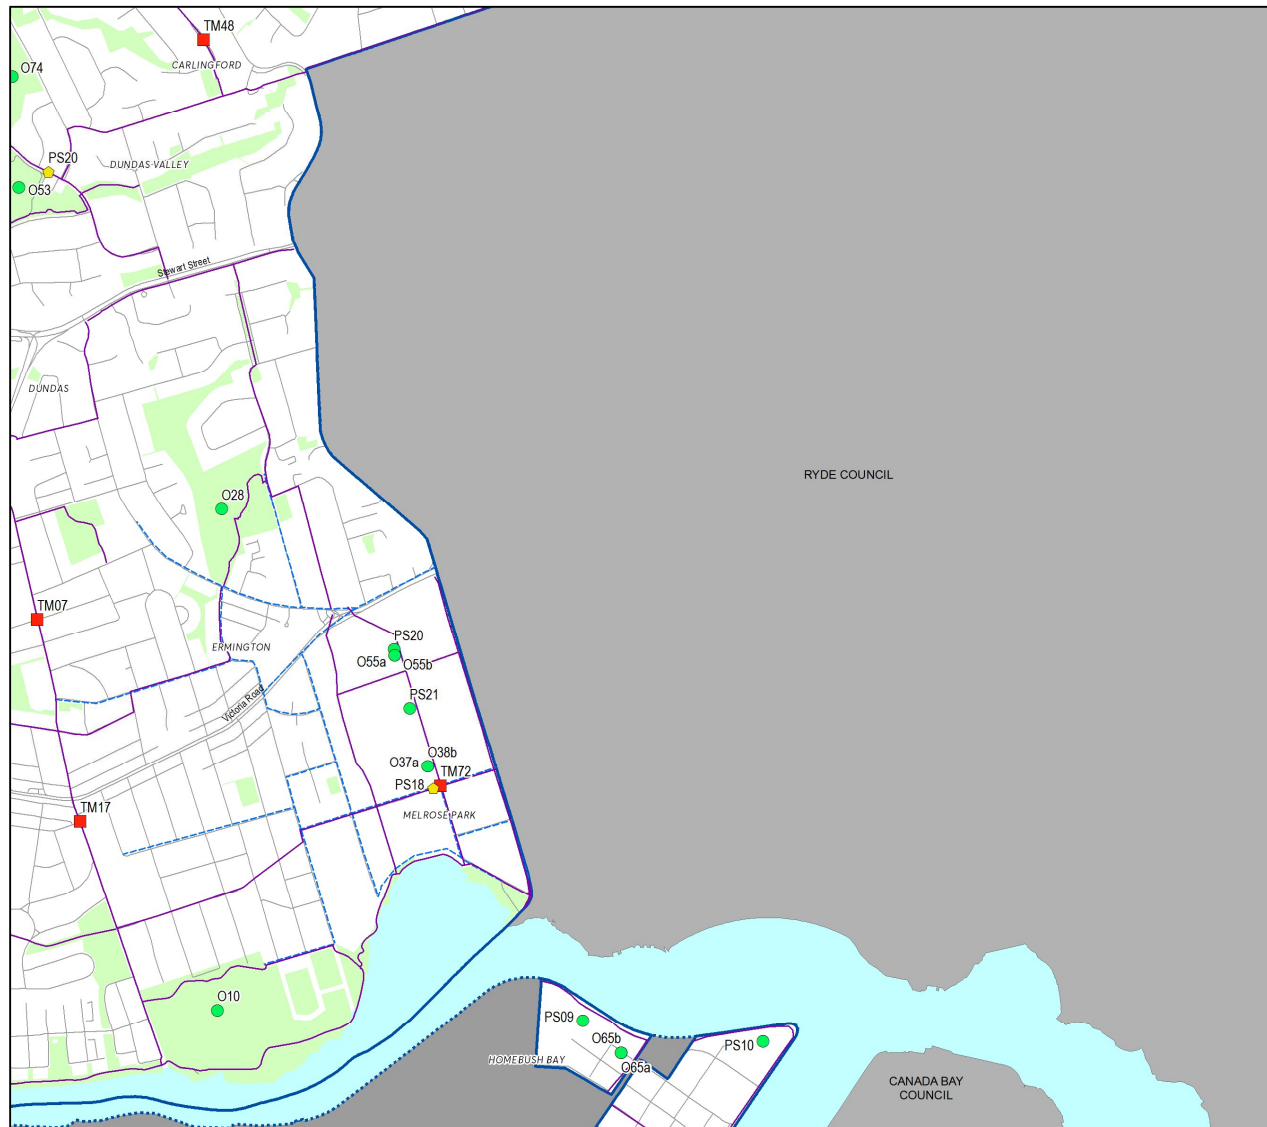 TM48
CARLINGFORD
O74
PS20
DUNDAS VALLEY
O53
Stewart Street
DUNDAS
RYDE COUNCIL
O28
TM07
PS20
ERMINGTON
O55a
O55b
PS21
Victoria Road
O38b
O37a
TM72
PS18
TM17
MELROSE PARK
O10
PS09
O65b
PS10
HOMEBUSH BAY
O65a
CANADA BAY
COUNCIL